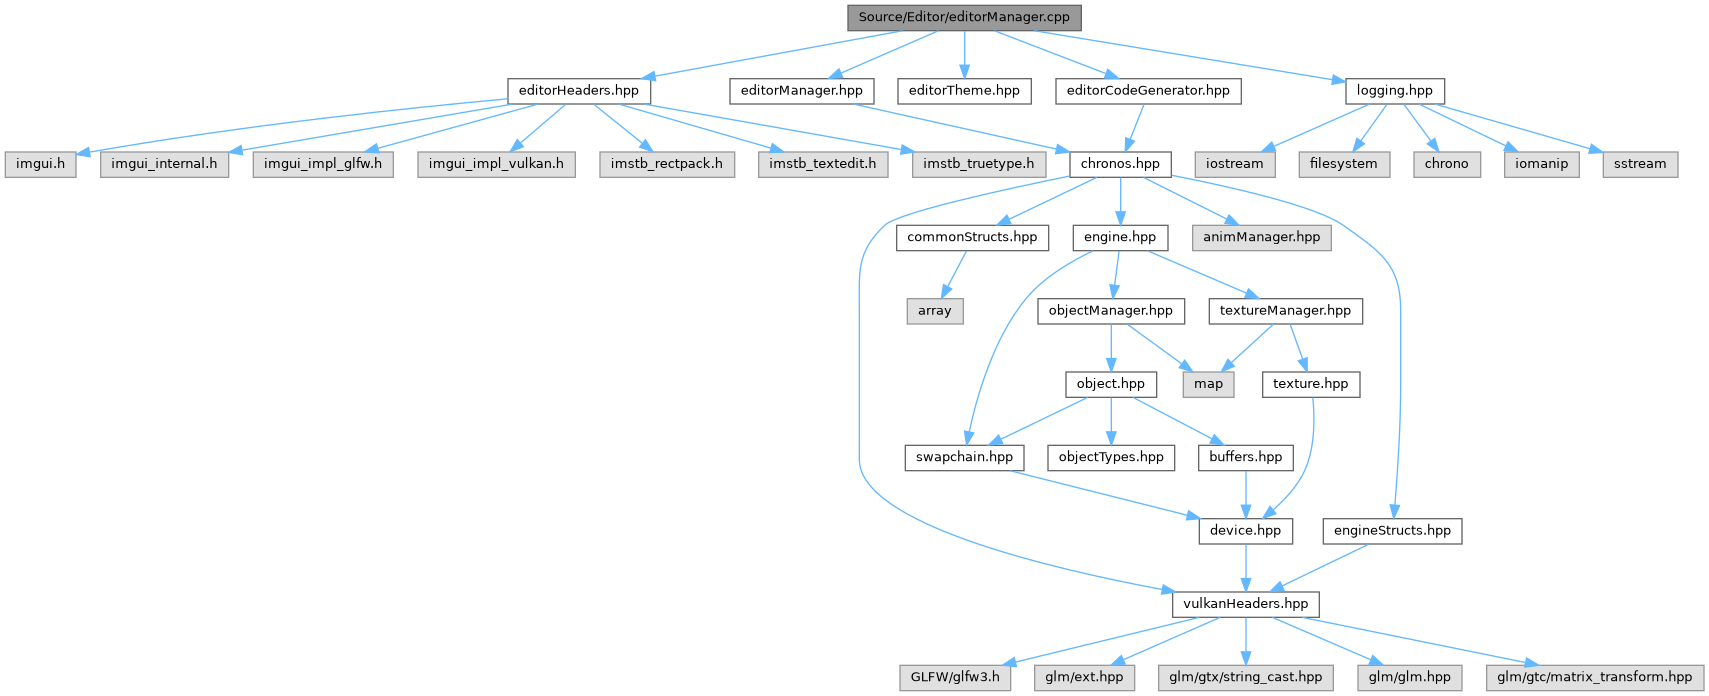 Source/Editor/editorManager.cpp
editorHeaders.hpp
editorManager.hpp
editorTheme.hpp
editorCodeGenerator.hpp
logging.hpp
imgui.h
imgui_internal.h
imgui_impl_glfw.h
imgui_impl_vulkan.h
imstb_rectpack.h
imstb_textedit.h
imstb_truetype.h
chronos.hpp
iostream
filesystem
chrono
iomanip
sstream
commonStructs.hpp
engine.hpp
animManager.hpp
array
objectManager.hpp
textureManager.hpp
object.hpp
map
texture.hpp
swapchain.hpp
objectTypes.hpp
buffers.hpp
device.hpp
engineStructs.hpp
vulkanHeaders.hpp
GLFW/glfw3.h
glm/ext.hpp
glm/gtx/string_cast.hpp
glm/glm.hpp
glm/gtc/matrix_transform.hpp